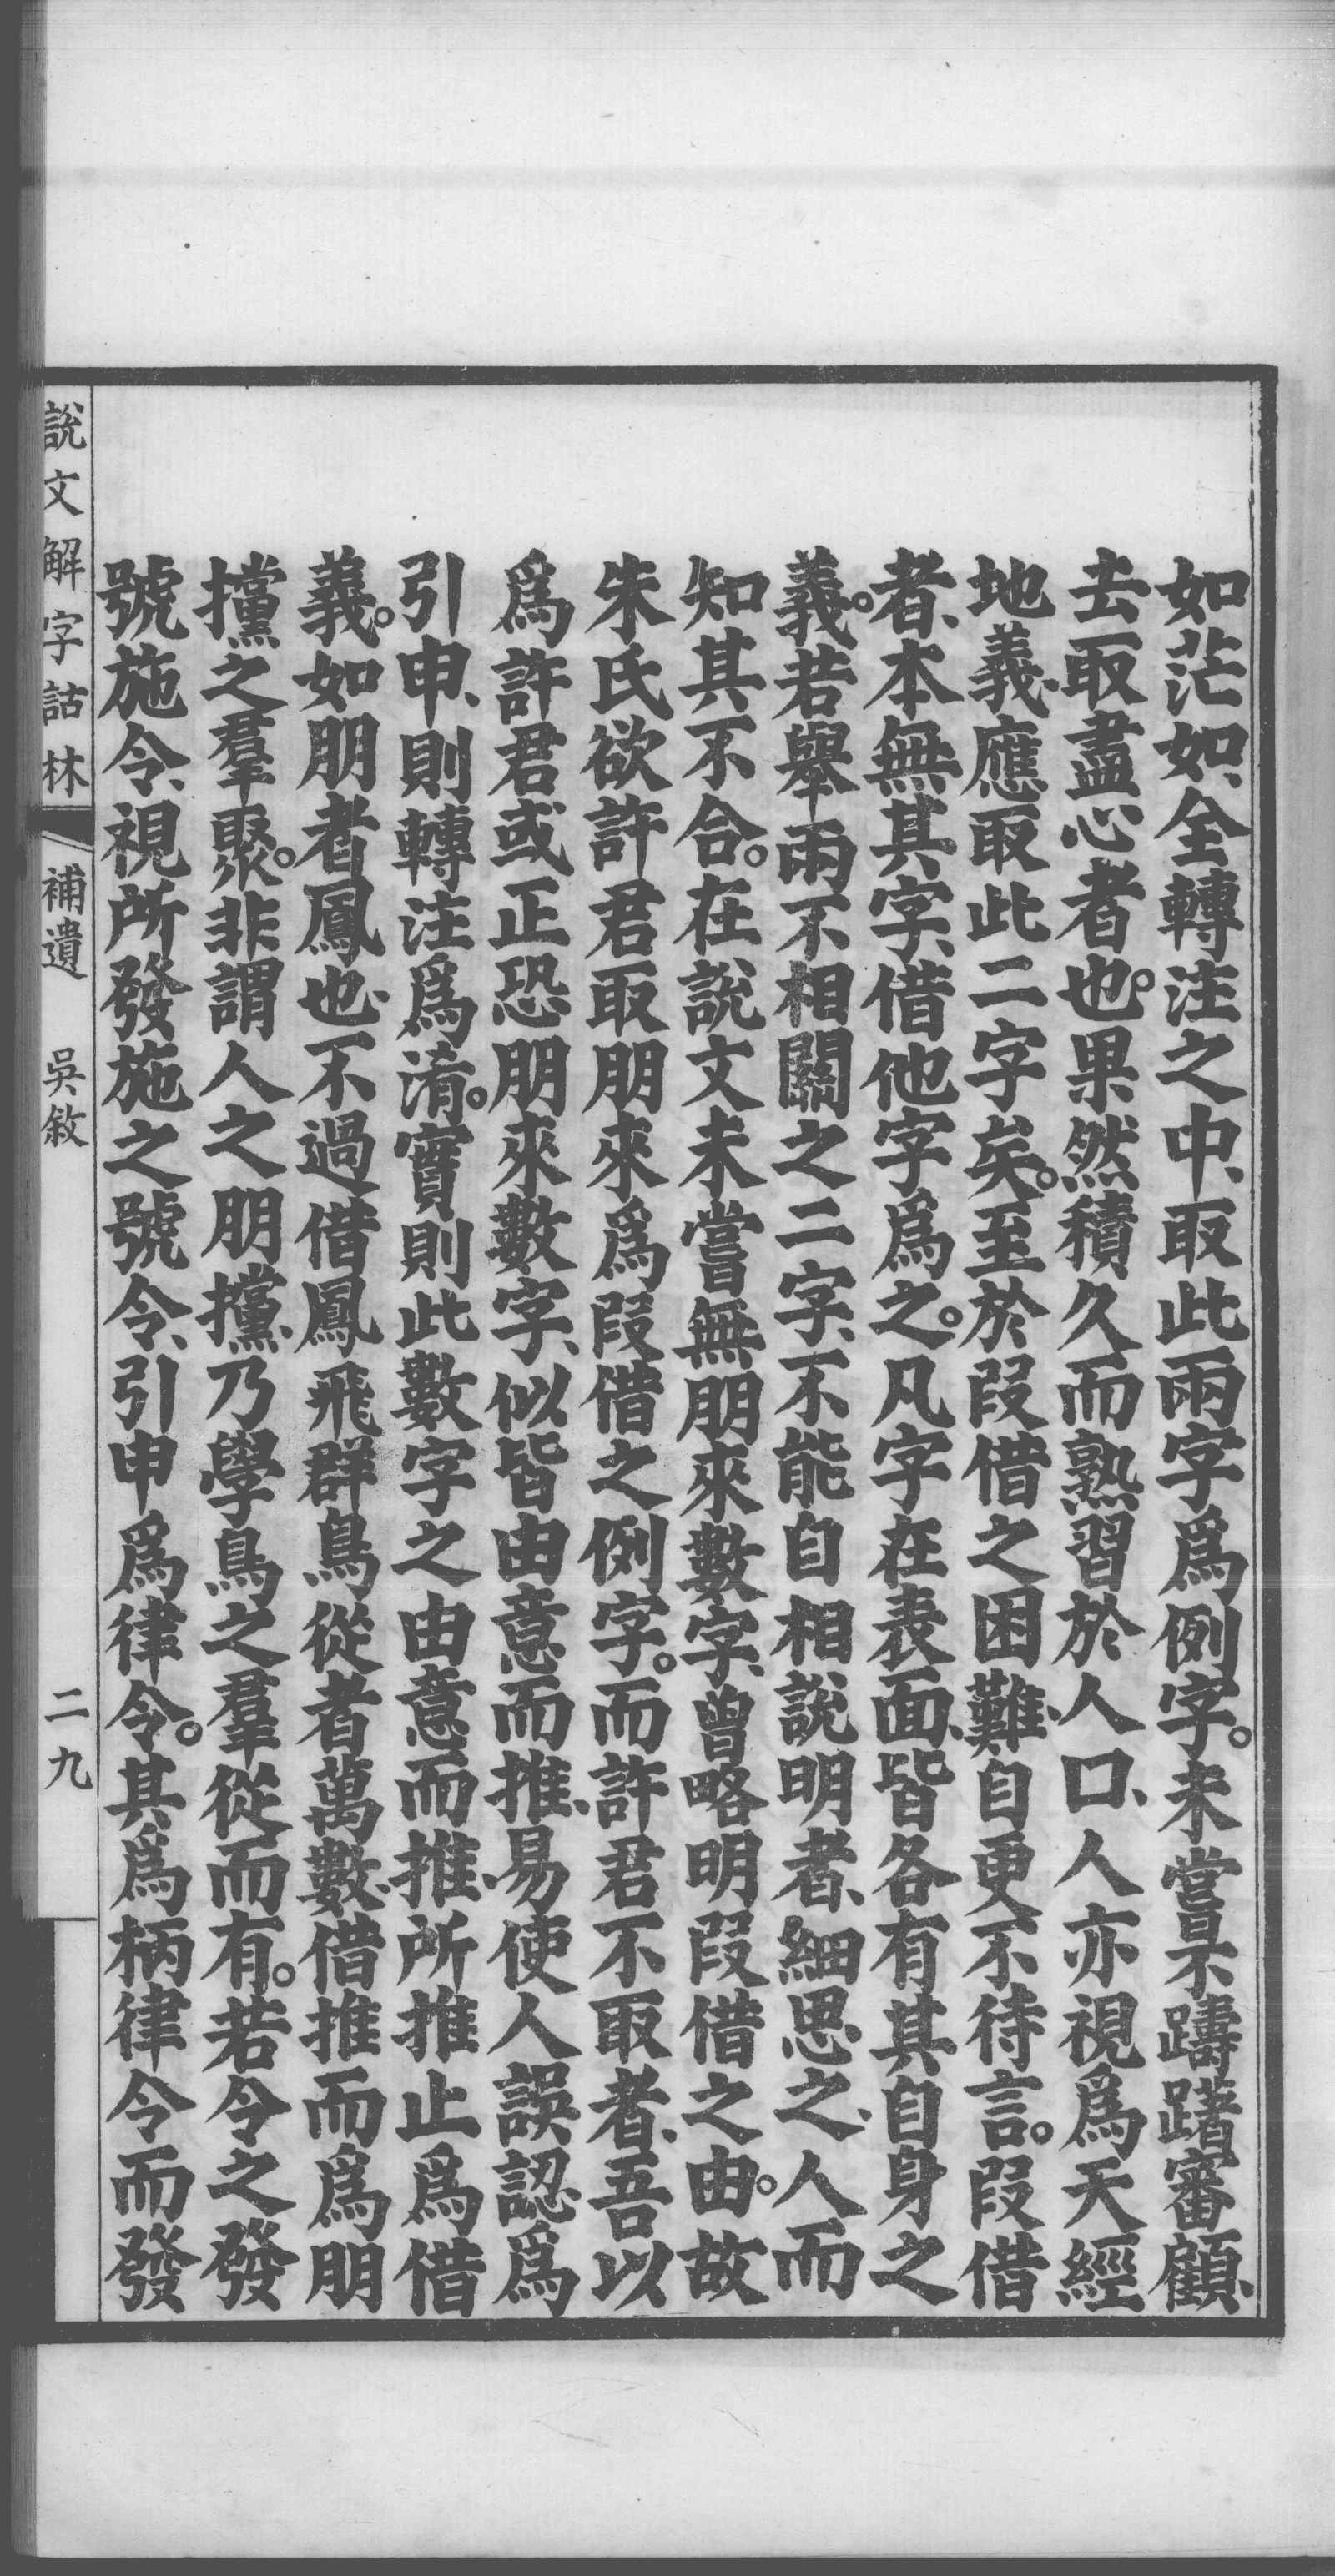 如茫如、全轉注之中、取此兩字爲例字。未嘗杲躊躇審顧、
去取盡心者也。果然積久而熟習於人口、人亦視爲天經
地義、應取此二字矣。至於叚借之困難、自更不待言。叚借
者、本無其字、借他字爲之。凡字在表面、皆各有其自身之
義。若舉兩不相關之二字、不能自相說明者、細思之、人而
知其不合。在說文未嘗無朋來數字、曾略明叚借之由。故
朱氏欲許君取朋來爲叚借之例字。而許君不取者、吾以
爲許君或正恐朋來數字、似皆由意而推、易使人誤認爲
引申、則轉注爲淆。實則此數字之由意而推、所推止爲借
義。如朋者鳳也、不過借鳳飛群鳥從者萬數、借推而爲朋
攩之羣聚。非謂人之朋攩、乃學鳥之羣從而有。若令之發
號施令、視所發施之號令、引申爲律令。其爲柄律令而發
說文解字詁林 補遺 吳敘 二九